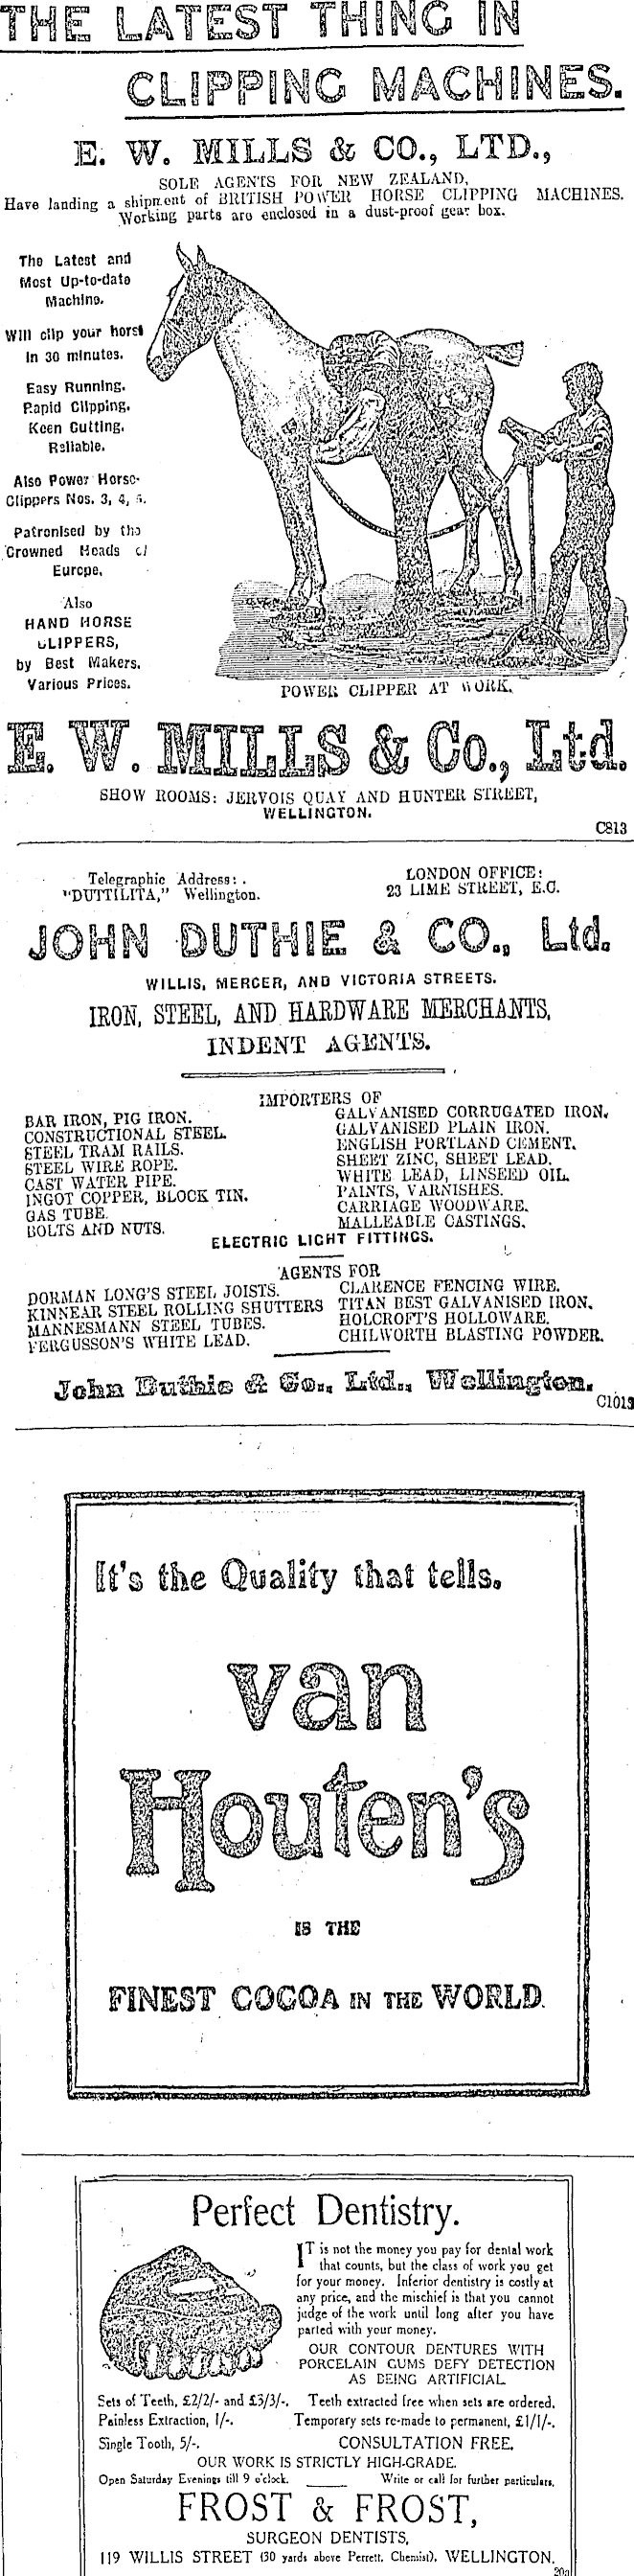 THE LATEST THING IN
CLIPPING MACHINES.
E. W. MILLS & CO., LTD.,
SOLE AGENTS FOR NEW ZEALAND,
Have landing a shipment of BRITISH POWER HORSE CLIPPING MACHINES.
Working parts are enclosed in a dust-proof gear box.
The Latest and
Most Up-to-date
Machine.
Will clip your horse
in 30 minutes.
Easy Running.
Rapid Clipping.
Keen Cutting.
Reliable.
Also Power Horse-
Clippers Nos. 3, 4, 5.
Patronised by the
Crowned Heads of
Europe.
Also
HAND HORSE
CLIPPERS,
by Best Makers.
Various Prices.
POWER CLIPPER AT WORK.
E. W. MILLS & Co., Ltd.
SHOW ROOMS: JERVOIS QUAY AND HUNTER STREET,
WELLINGTON.
C813
Telegraphic Address:
"DUTTILITA," Wellington.
LONDON OFFICE:
23 LIME STREET, E.C.
JOHN DUTHIE & CO., Ltd.
WILLIS, MERCER, AND VICTORIA STREETS.
IRON, STEEL, AND HARDWARE MERCHANTS,
INDENT AGENTS.
IMPORTERS OF
BAR IRON, PIG IRON.
CONSTRUCTIONAL STEEL.
STEEL TRAM RAILS.
STEEL WIRE ROPE.
CAST WATER PIPE.
INGOT COPPER, BLOCK TIN.
GAS TUBE.
BOLTS AND NUTS.
GALVANISED CORRUGATED IRON.
GALVANISED PLAIN IRON.
ENGLISH PORTLAND CEMENT.
SHEET ZINC, SHEET LEAD.
WHITE LEAD, LINSEED OIL.
PAINTS, VARNISHES.
CARRIAGE WOODWARE.
MALLEABLE CASTINGS.
ELECTRIC LIGHT FITTINGS.
AGENTS FOR
DORMAN LONG'S STEEL JOISTS.
KINNEAR STEEL ROLLING SHUTTERS
MANNESMANN STEEL TUBES.
FERGUSSON'S WHITE LEAD.
CLARENCE FENCING WIRE.
TITAN BEST GALVANISED IRON.
HOLCROFT'S HOLLOWARE.
CHILWORTH BLASTING POWDER.
John Duthie & Co., Ltd., Wellington.
C1013
It's the Quality that tells.
van
Houten's
IS THE
FINEST COCOA IN THE WORLD.
Perfect Dentistry.
IT is not the money you pay for dental work
that counts, but the class of work you get
for your money. Inferior dentistry is costly at
any price, and the mischief is that you cannot
judge of the work until long after you have
parted with your money.
OUR CONTOUR DENTURES WITH
PORCELAIN GUMS DEFY DETECTION
AS BEING ARTIFICIAL
Sets of Teeth, £2/2/- and £3/3/-. Teeth extracted free when sets are ordered.
Painless Extraction, 1/-. Temporary sets re-made to permanent, £1/1/-.
Single Tooth, 5/-. CONSULTATION FREE.
OUR WORK IS STRICTLY HIGH-GRADE.
Open Saturday Evenings till 9 o'clock. Write or call for further particulars.
FROST & FROST,
SURGEON DENTISTS,
119 WILLIS STREET (30 yards above Perrett, Chemist), WELLINGTON.